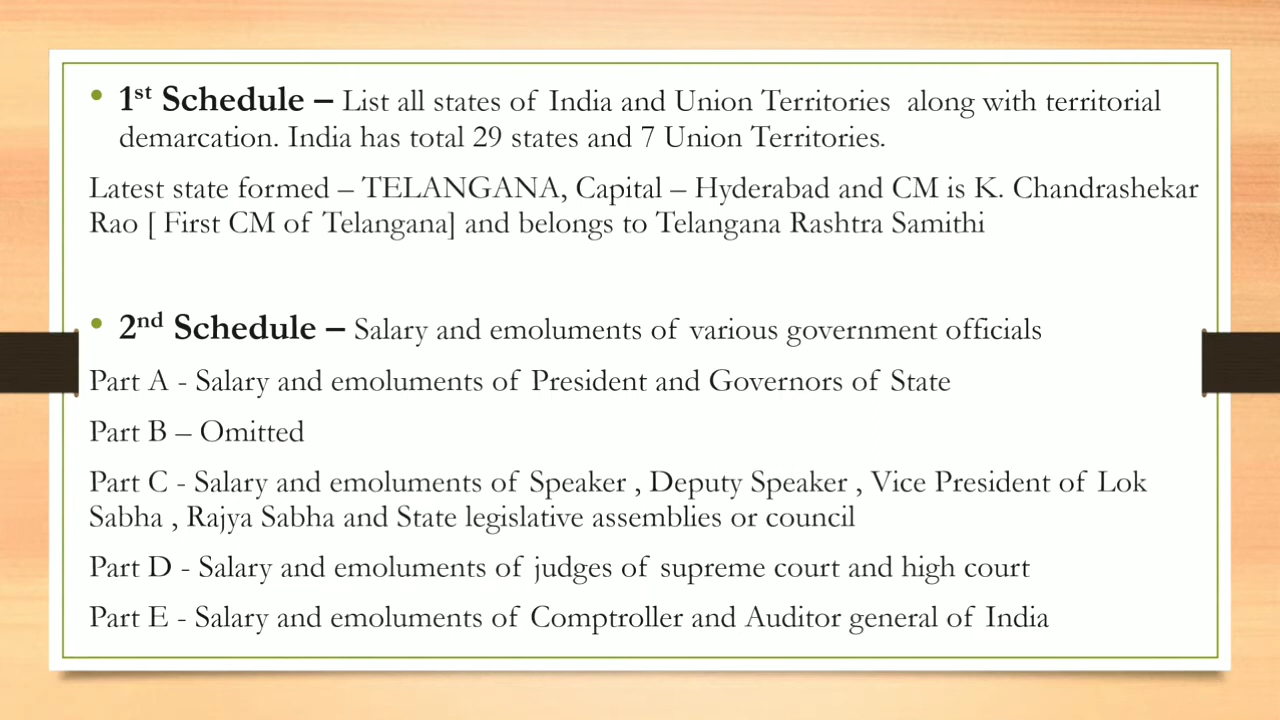 • 1st Schedule – List all states of India and Union Territories along with territorial
demarcation. India has total 29 states and 7 Union Territories.
Latest state formed – TELANGANA, Capital – Hyderabad and CM is K. Chandrashekar
Rao [ First CM of Telangana] and belongs to Telangana Rashtra Samithi
• 2nd Schedule – Salary and emoluments of various government officials
Part A - Salary and emoluments of President and Governors of State
Part B – Omitted
Part C - Salary and emoluments of Speaker , Deputy Speaker , Vice President of Lok
Sabha , Rajya Sabha and State legislative assemblies or council
Part D - Salary and emoluments of judges of supreme court and high court
Part E - Salary and emoluments of Comptroller and Auditor general of India